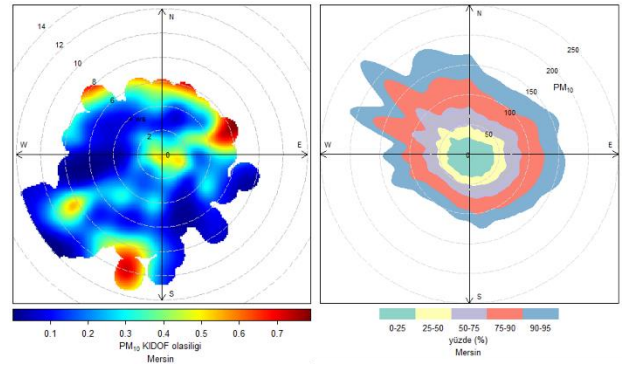 N
14
12
10
8
6
2
0
W
E
S
0.1 0.2 0.3 0.4 0.5 0.6 0.7
PM10 KIDOF olasiligi
Mersin
N
250
200
PM10
150
100
50
0
W
E
S
0-25 25-50 50-75 75-90 90-95
yüzde (%)
Mersin